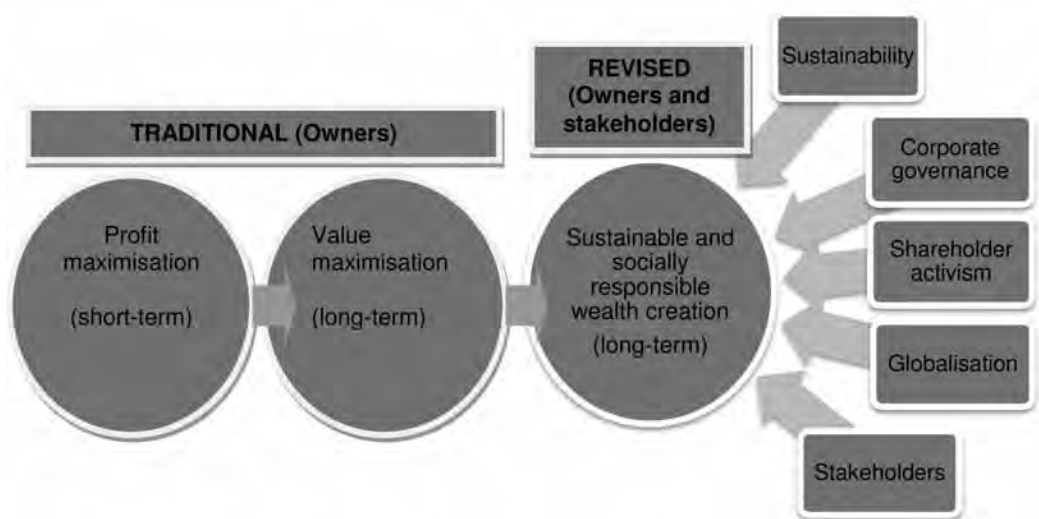 TRADITIONAL (Owners)
REVISED
(Owners and
stakeholders)
Profit
maximisation
(short-term)
Value
maximisation
(long-term)
Sustainable and
socially
responsible
wealth creation
(long-term)
Sustainability
Corporate
governance
Shareholder
activism
Globalisation
Stakeholders